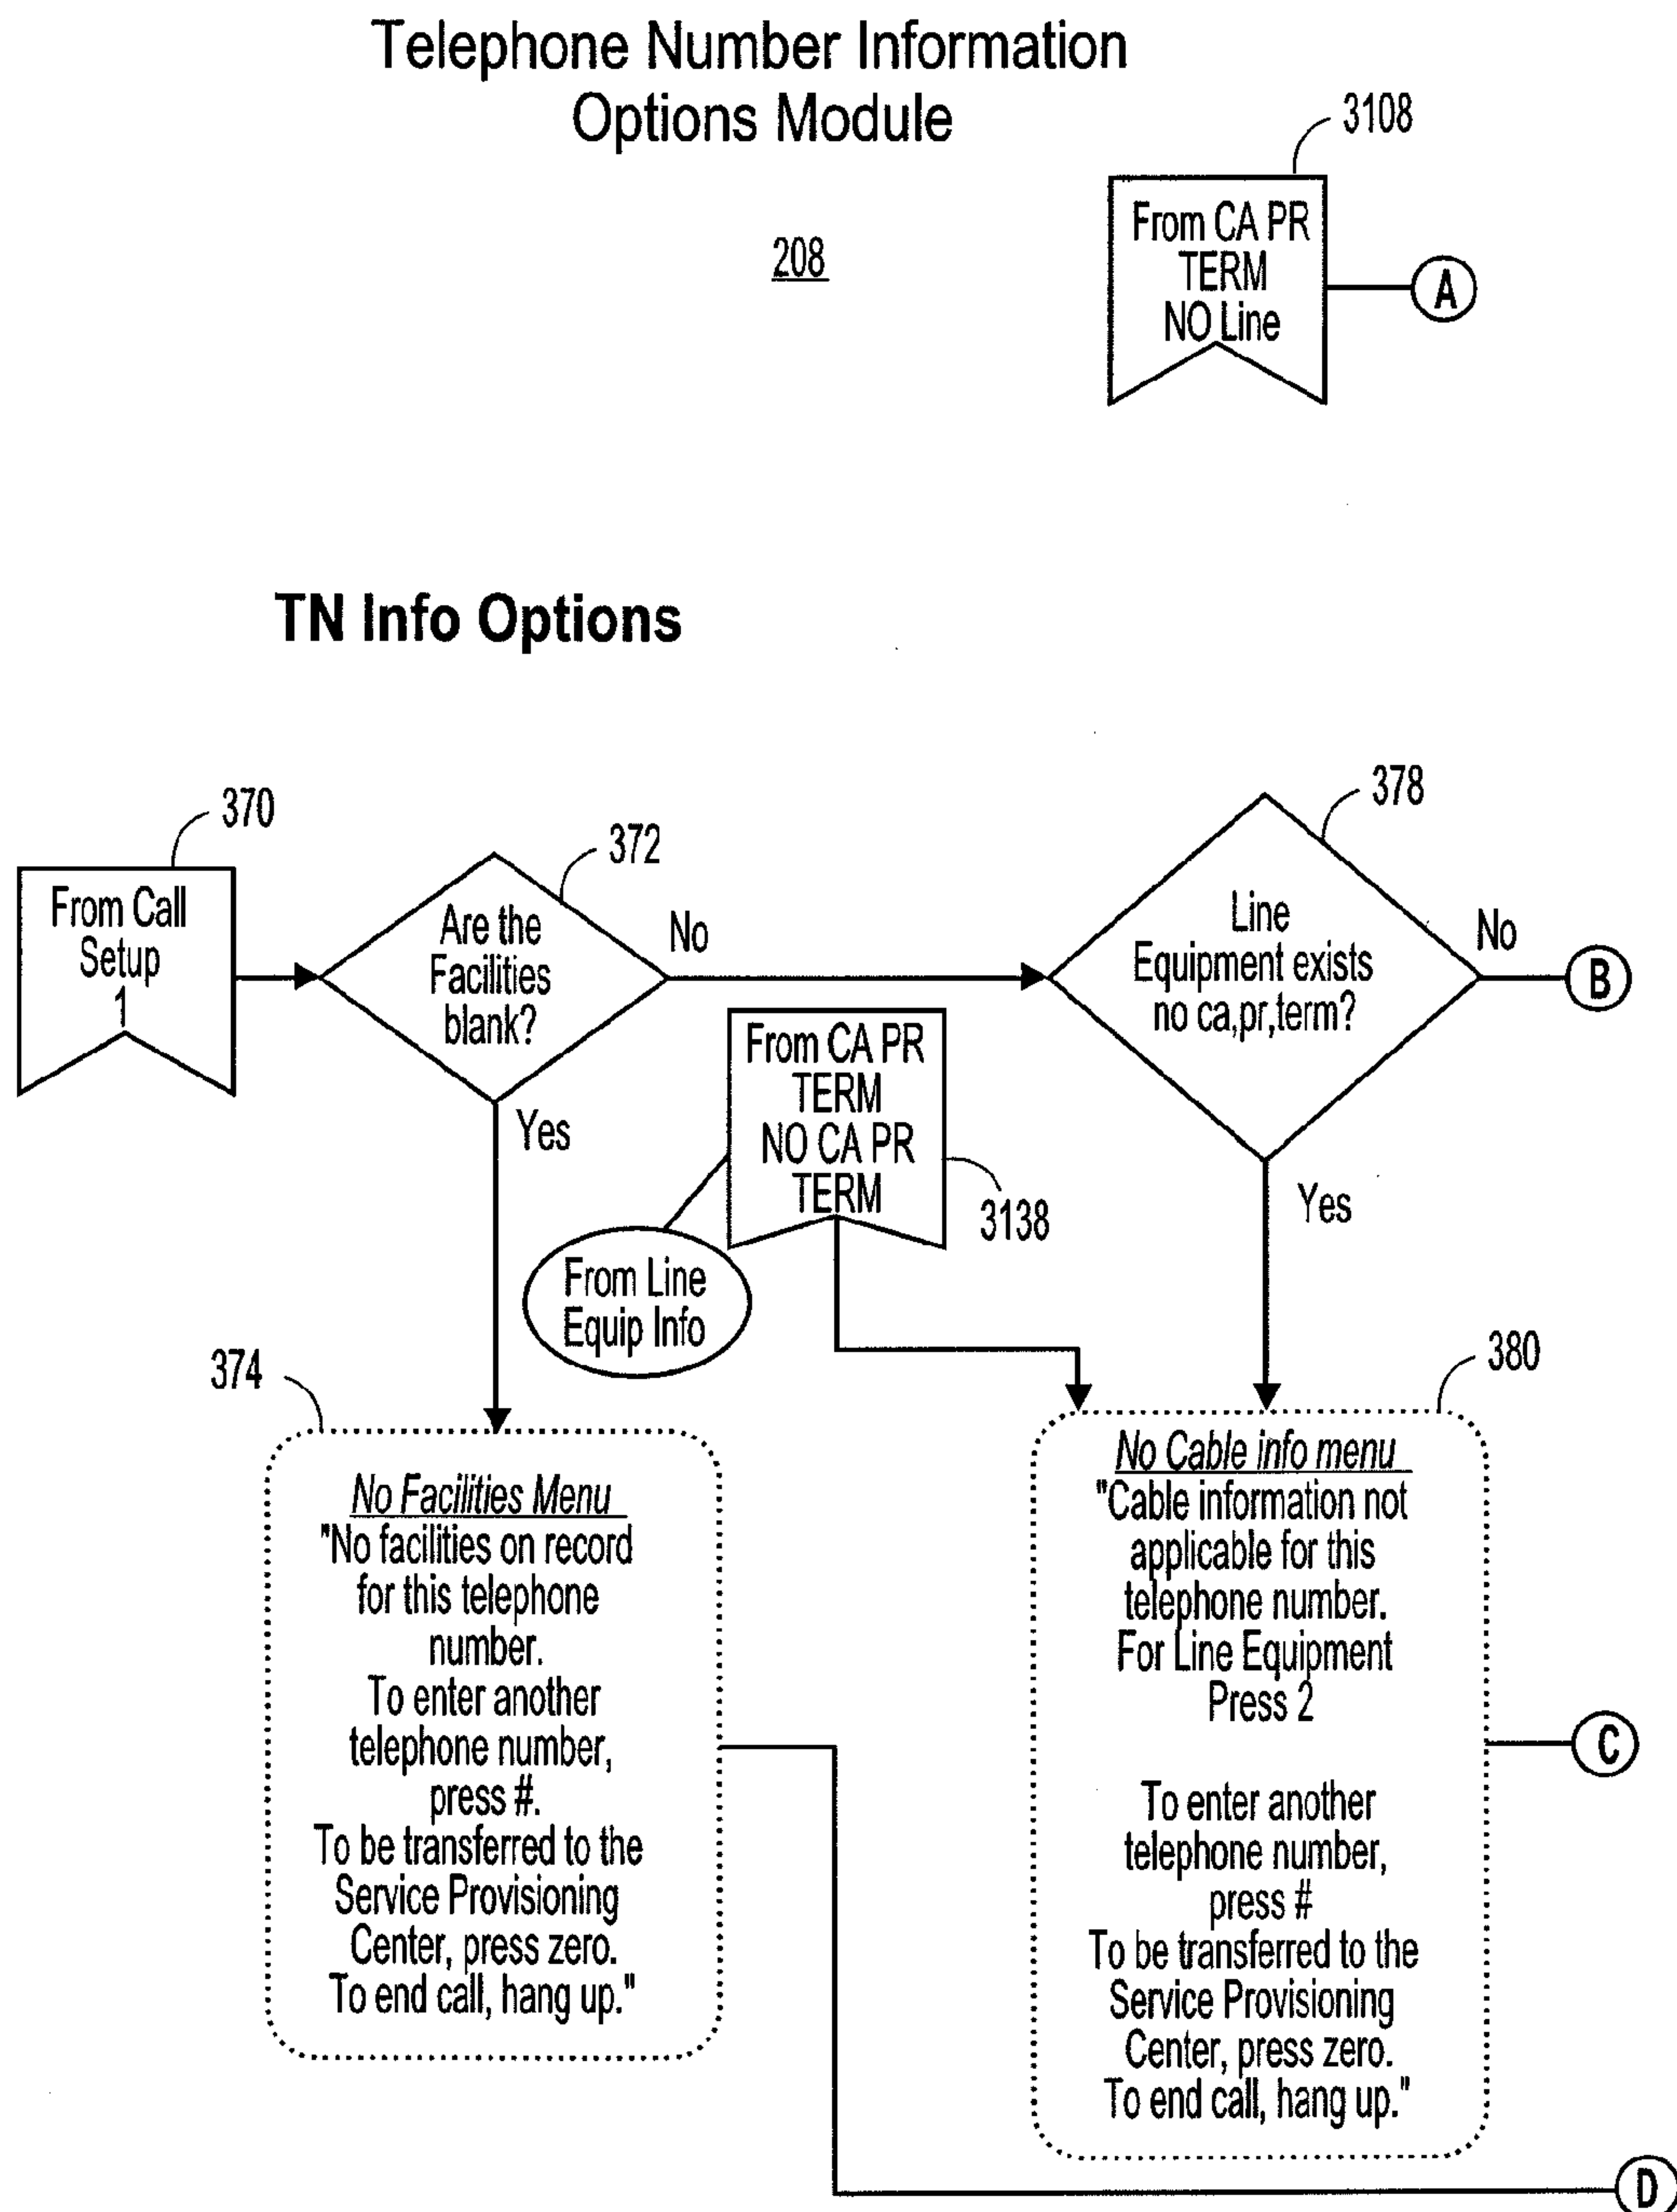 Telephone Number Information
Options Module
3108
208
From CA PR
TERM
NO Line
A
TN Info Options
370
From Call
Setup
1
372
Are the
Facilities
blank?
No
Yes
378
Line
Equipment exists
no ca,pr,term?
No
B
Yes
From CA PR
TERM
NO CA PR
TERM
3138
From Line
Equip Info
374
No Facilities Menu
"No facilities on record
for this telephone
number.
To enter another
telephone number,
press #.
To be transferred to the
Service Provisioning
Center, press zero.
To end call, hang up."
380
No Cable info menu
"Cable information not
applicable for this
telephone number.
For Line Equipment
Press 2
To enter another
telephone number,
press #
To be transferred to the
Service Provisioning
Center, press zero.
To end call, hang up."
C
D